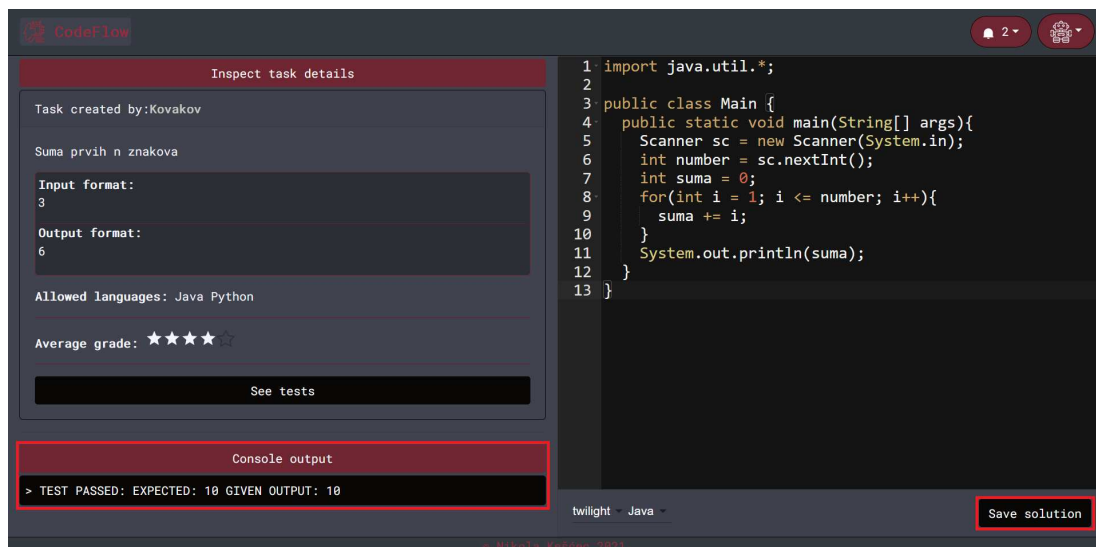 CodeFlow
2
Inspect task details
Task created by:Kovakov
Suma prvih n znakova
Input format:
3
Output format:
6
Allowed languages: Java Python
Average grade:
See tests
Console output
> TEST PASSED: EXPECTED: 10 GIVEN OUTPUT: 10
1 import java.util.*;
2
3 public class Main {
4 public static void main(String[] args){
5 Scanner sc = new Scanner(System.in);
6 int number = sc.nextInt();
7 int suma = 0;
8 for(int i = 1; i <= number; i++){
9 suma += i;
10 }
11 System.out.println(suma);
12 }
13 }
twilight Java
Save solution
2021